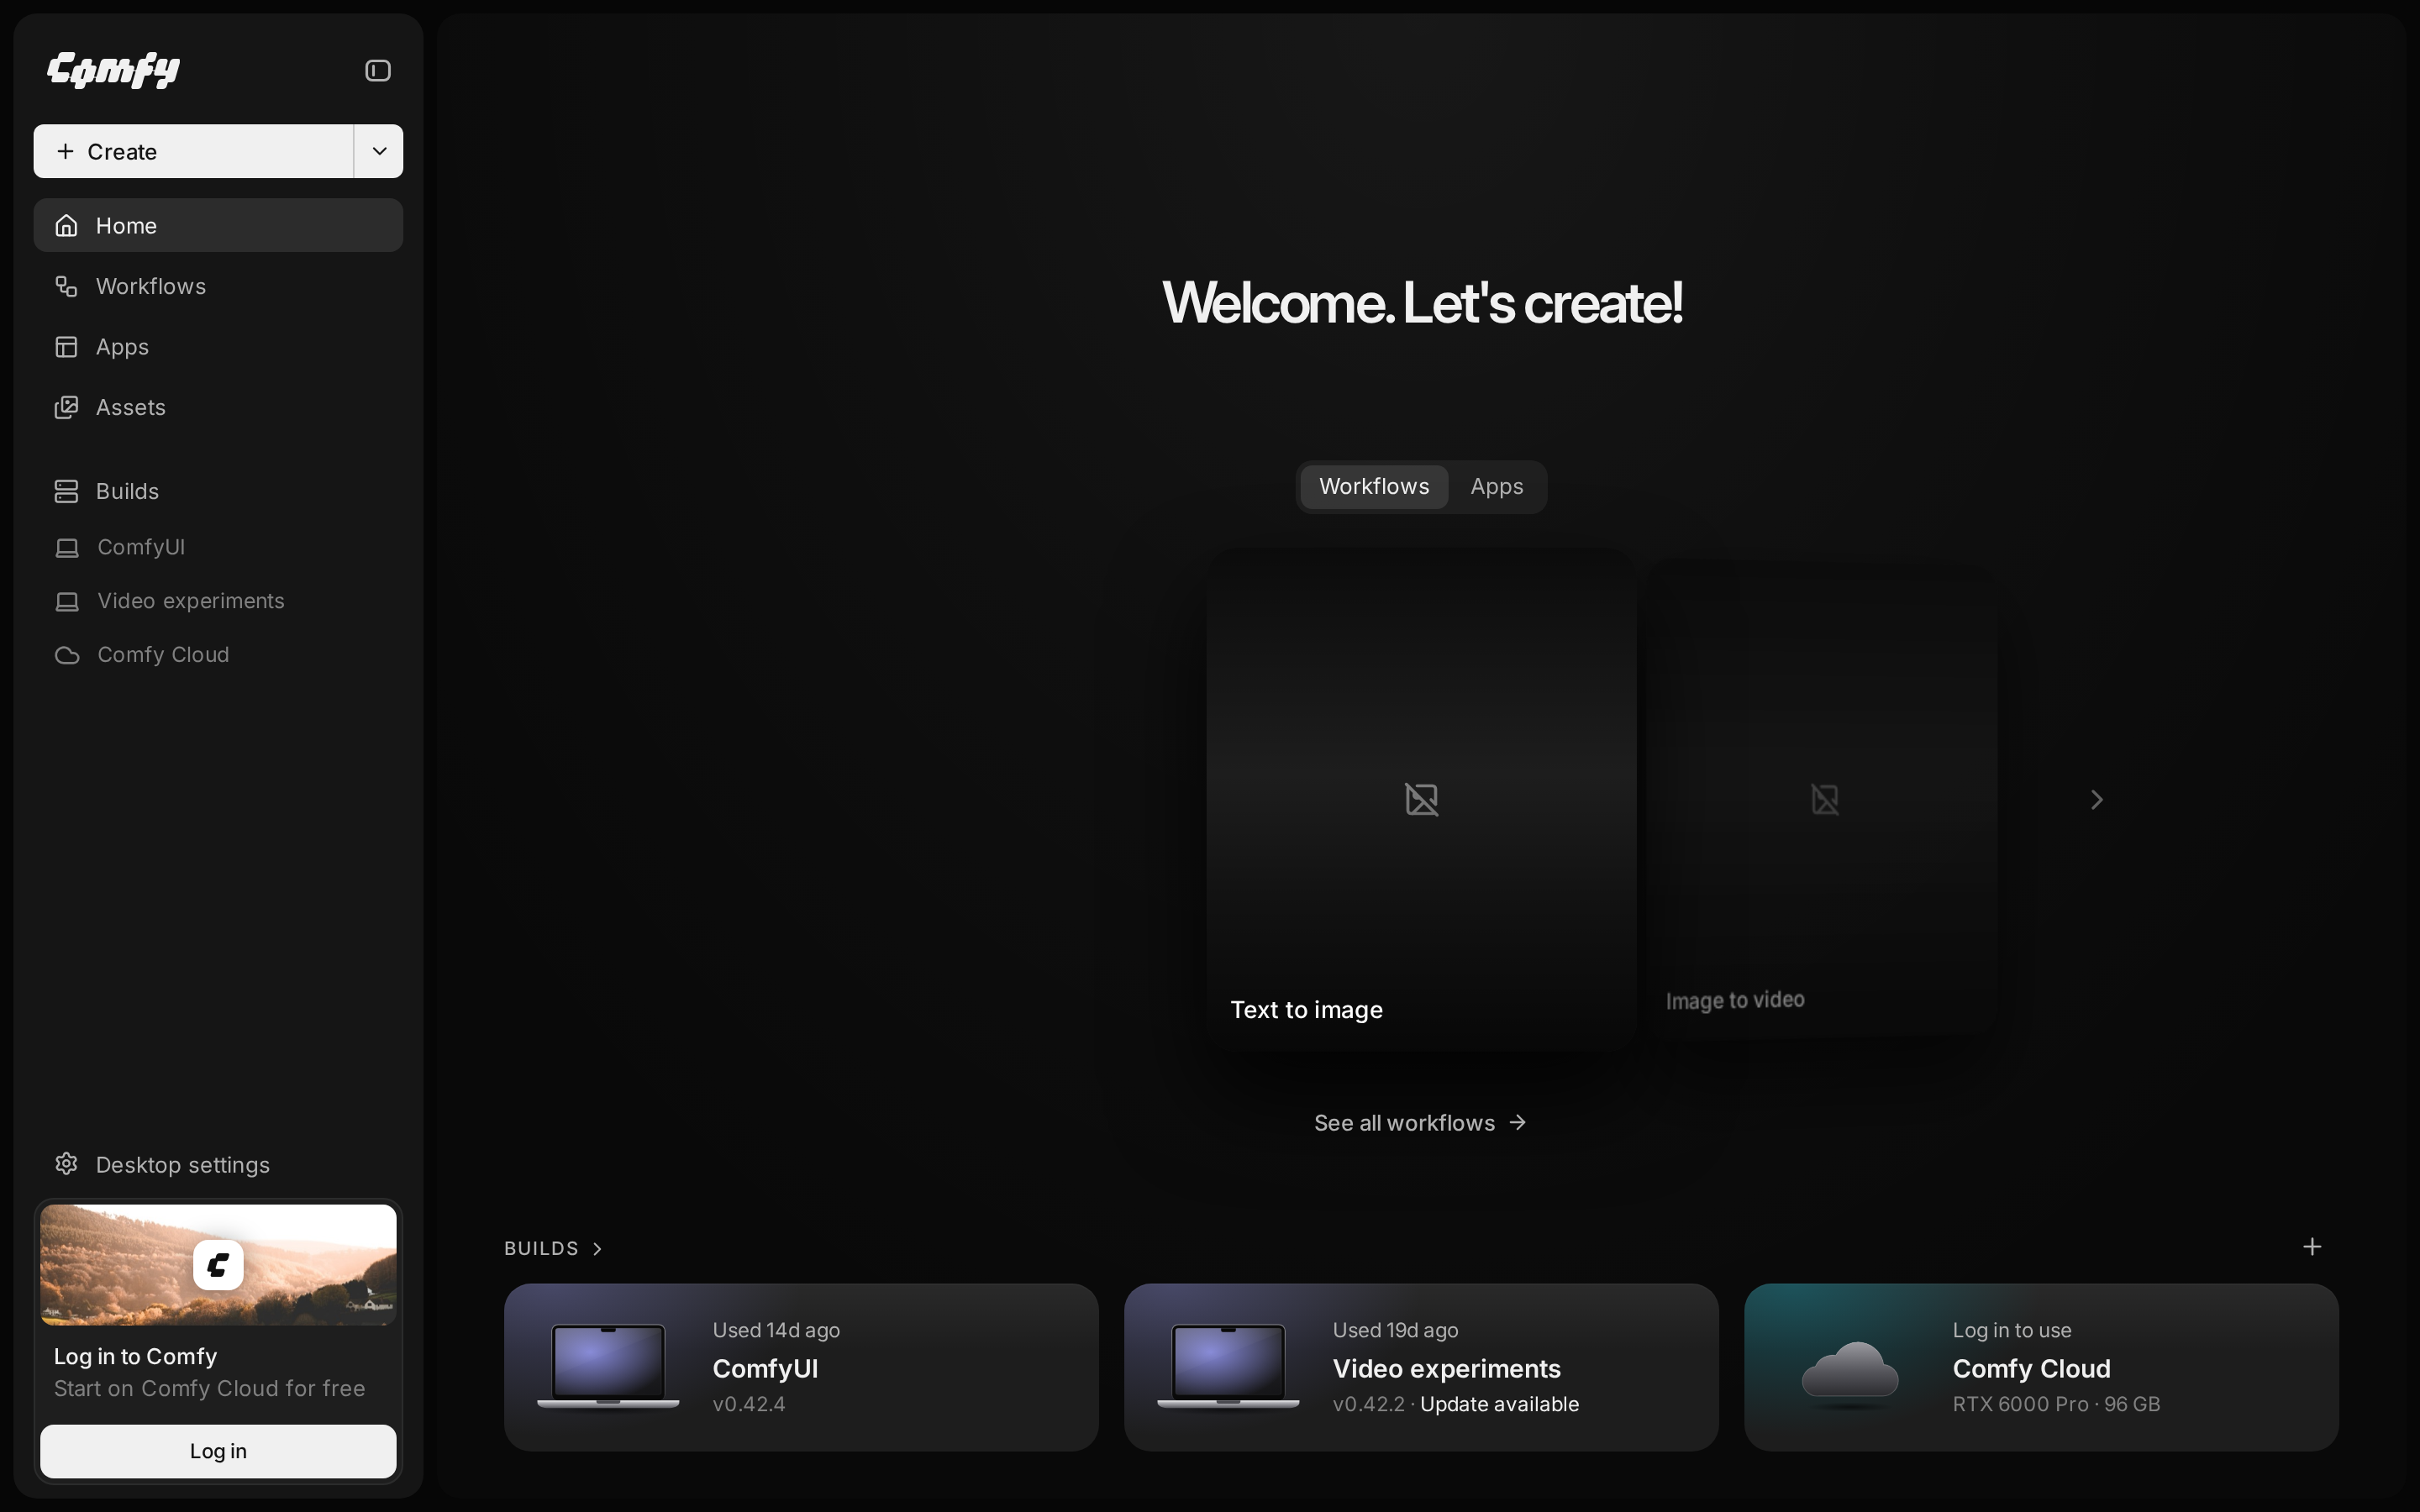 Comfy
Create
Home
Workflows
Apps
Assets
Builds
ComfyUI
Video experiments
Comfy Cloud
Desktop settings
Log in to Comfy
Start on Comfy Cloud for free
Log in
Welcome. Let's create!
Workflows Apps
Text to image
Image to video
See all workflows
BUILDS
Used 14d ago
ComfyUI
v0.42.4
Used 19d ago
Video experiments
v0.42.2 · Update available
Log in to use
Comfy Cloud
RTX 6000 Pro · 96 GB